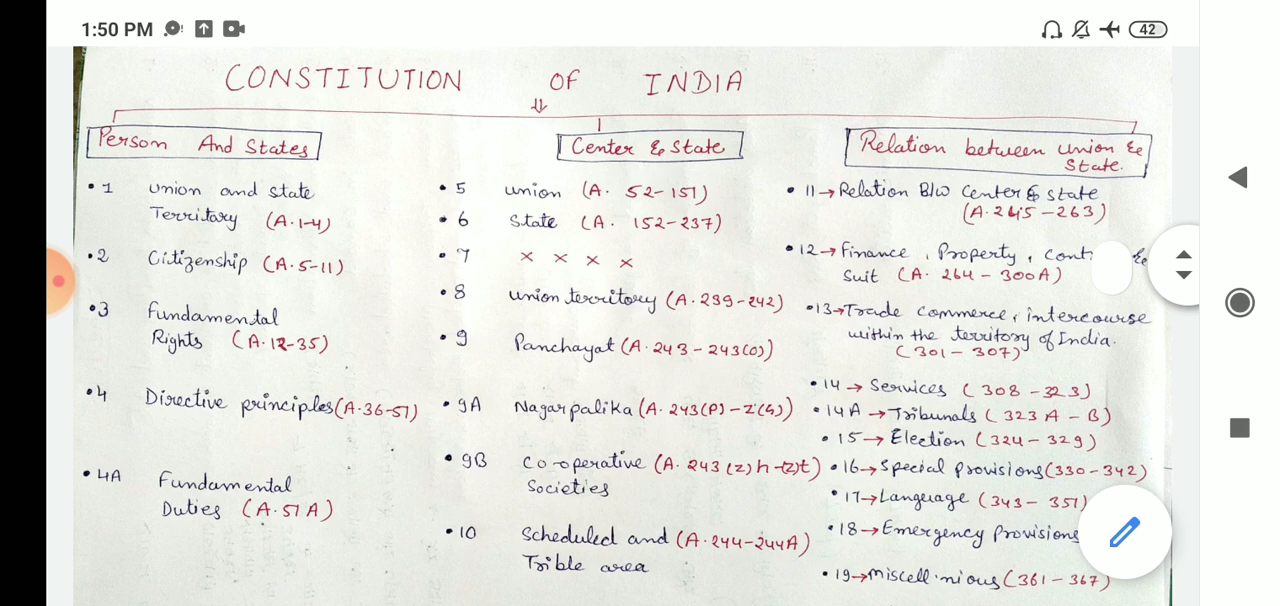 1:50 PM
42
CONSTITUTION OF INDIA
Person And States
• 1 Union and state
Territory (A.1-4)
• 2 Citizenship (A.5-11)
• 3 Fundamental
Rights (A.12-35)
• 4 Directive principles (A.36-51)
• 4A Fundamental
Duties (A.51A)
Center & State
• 5 Union (A. 52-151)
• 6 State (A. 152-237)
• 7 x x x x
• 8 Union territory (A.239-242)
• 9 Panchayat (A.243-243(O))
• 9A Nagarpalika (A.243(P)-Z(G))
• 9B Co-operative (A.243(Z)h-(Z)t)
Societies
• 10 Scheduled and (A.244-244A)
Trible area
Relation between Union &
State.
• 11→Relation B/w Center & state
(A.245-263)
• 12→Finance, Property, &
Suit (A. 264-300A)
• 13→Trade commerce, intercourse
within the territory of India.
(301-307)
• 14→Services (308-323)
• 14A→Tribunals (323A-B)
• 15→Election (324-329)
• 16→Special provisions (330-342)
• 17→Language (343-351)
• 18→Emergency Provisions
• 19→Miscell.nious (361-367)